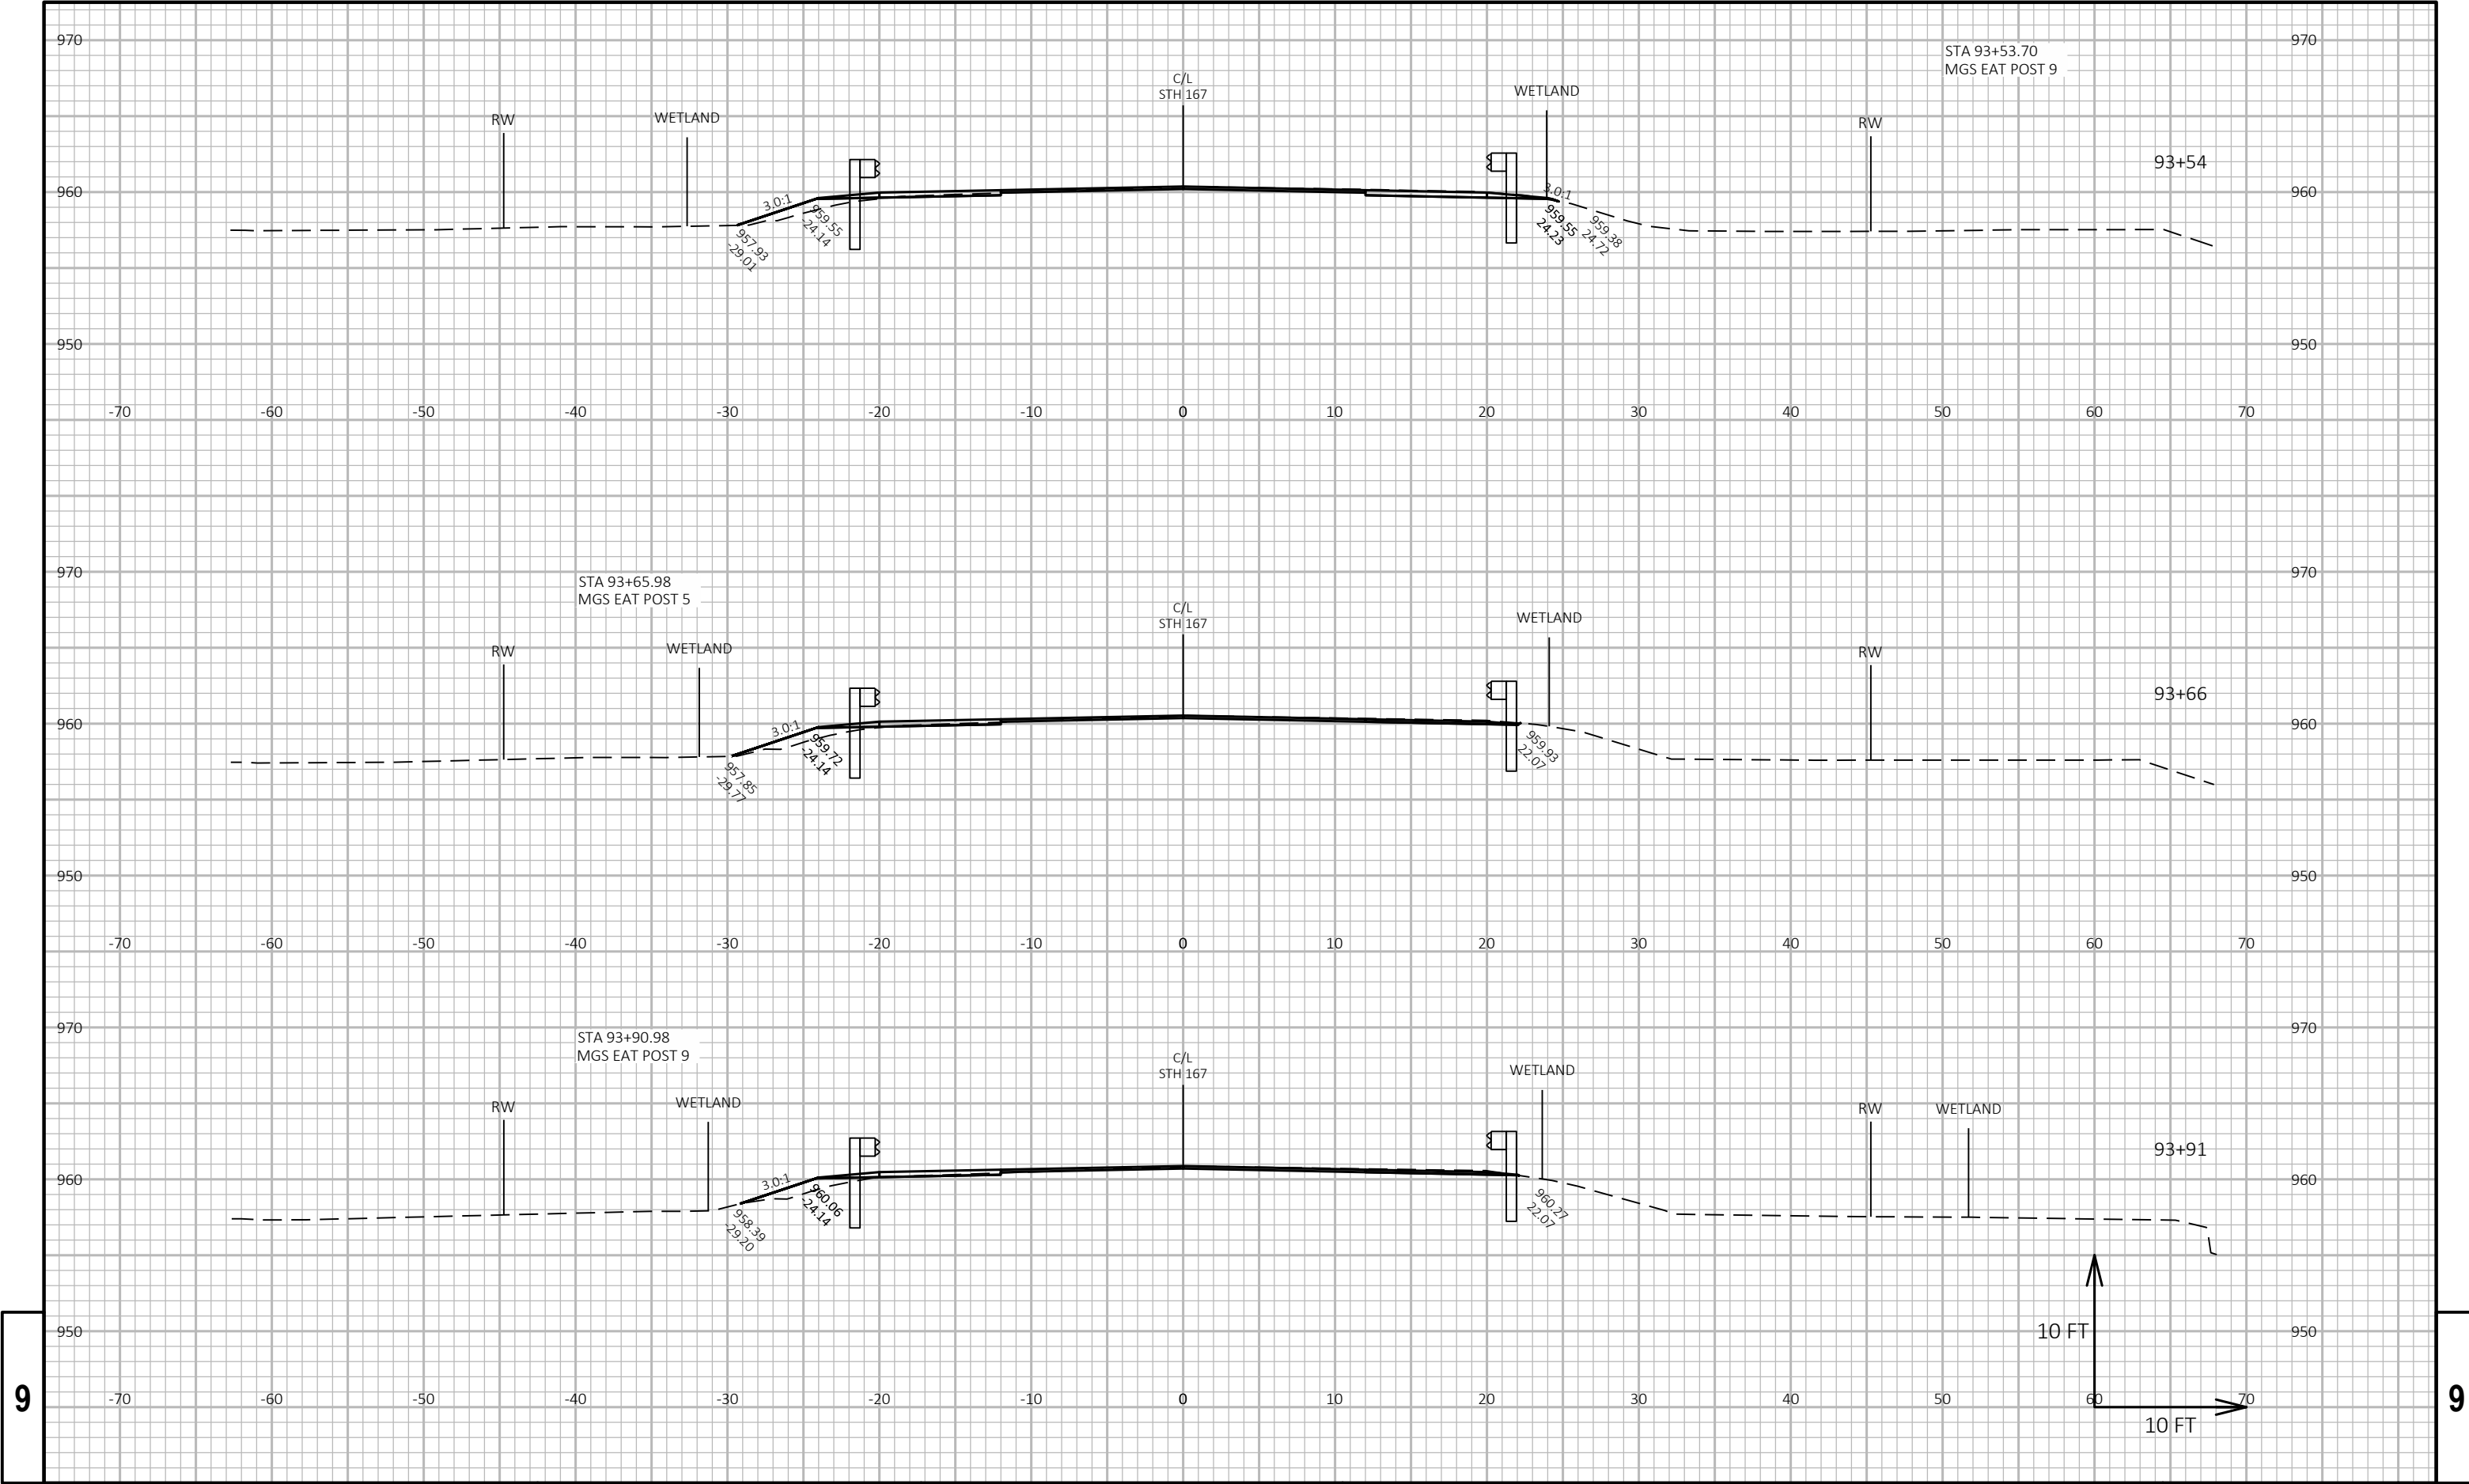 970
970
STA 93+53.70
MGS EAT POST 9
C/L
STH 167
WETLAND
WETLAND
RW
RW
93+54
960
960
3.0:1
3.0:1
959.55
-24.14
957.93
-29.01
959.55
24.23
959.38
24.72
950
950
-70 -60 -50 -40 -30 -20 -10 0 10 20 30 40 50 60 70
970
970
STA 93+65.98
MGS EAT POST 5
C/L
STH 167
WETLAND
WETLAND
RW
RW
93+66
960
960
3.0:1
959.72
-24.14
957.85
-29.77
959.93
22.07
950
950
-70 -60 -50 -40 -30 -20 -10 0 10 20 30 40 50 60 70
970
970
STA 93+90.98
MGS EAT POST 9
C/L
STH 167
WETLAND
WETLAND
RW
RW
WETLAND
93+91
960
960
3.0:1
960.06
-24.14
958.39
-29.20
960.27
22.07
950
950
10 FT
-70 -60 -50 -40 -30 -20 -10 0 10 20 30 40 50 60 70
10 FT
9
9